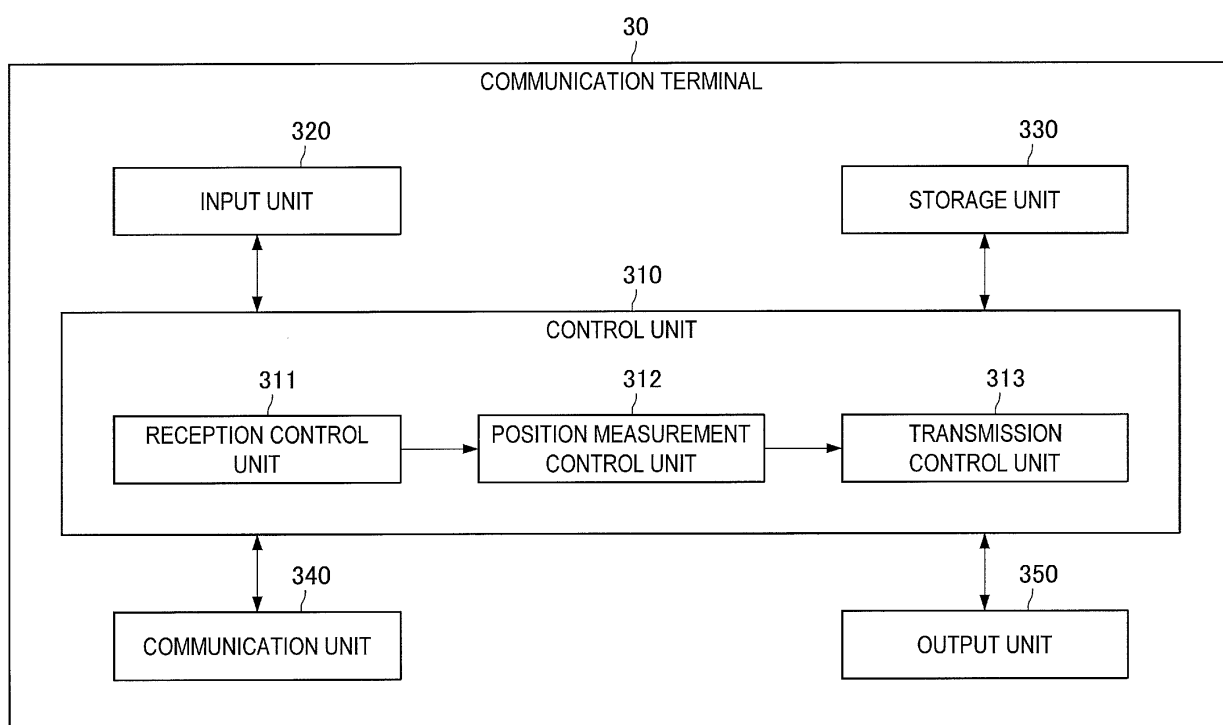 30
COMMUNICATION TERMINAL
320
330
INPUT UNIT
STORAGE UNIT
310
CONTROL UNIT
311
312
313
RECEPTION CONTROL
UNIT
POSITION MEASUREMENT
CONTROL UNIT
TRANSMISSION
CONTROL UNIT
340
350
COMMUNICATION UNIT
OUTPUT UNIT